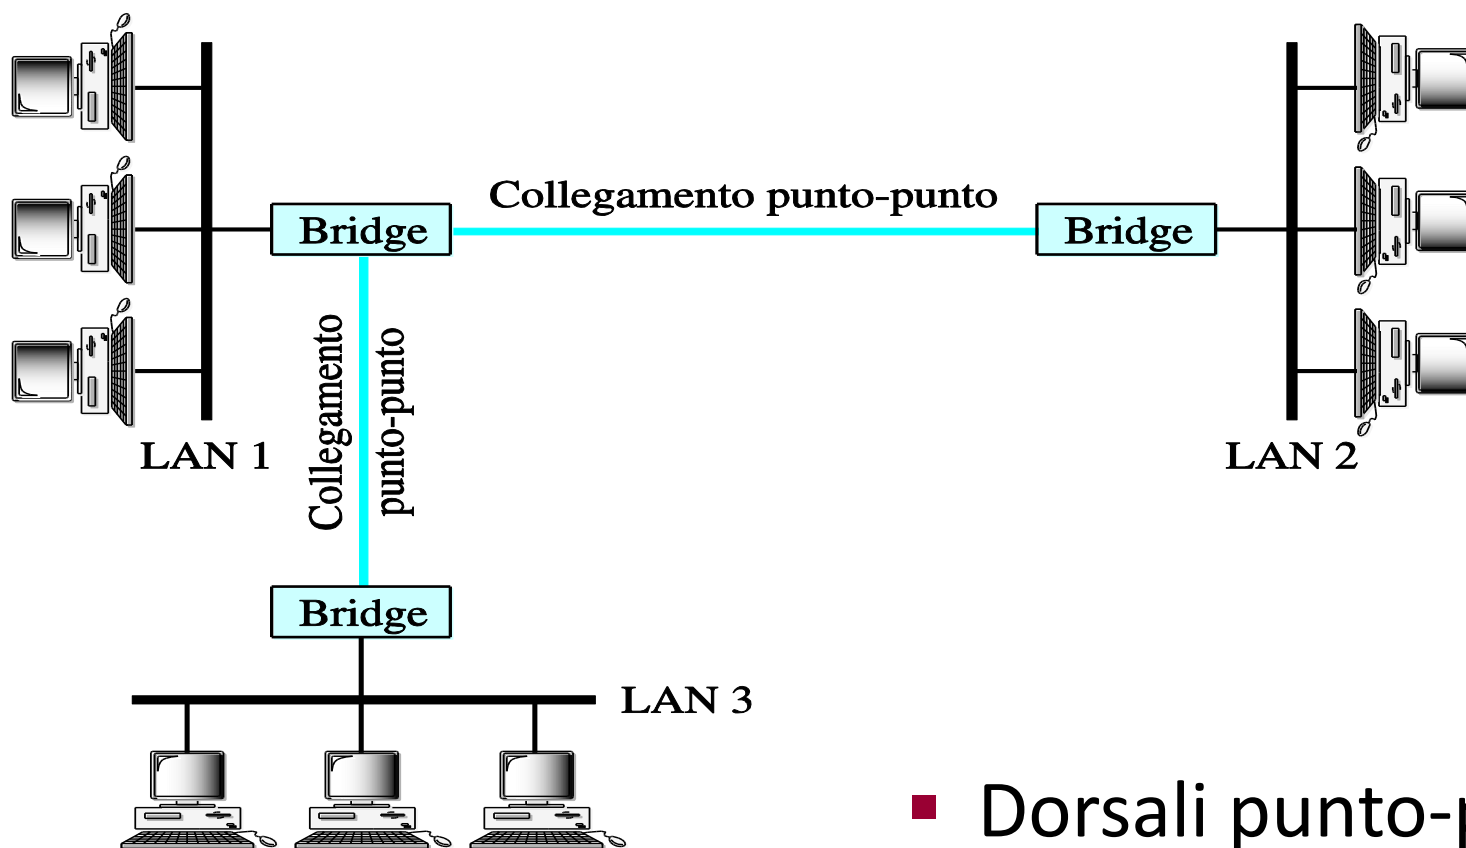 Collegamento punto-punto
Bridge
Bridge
Collegamento
punto-punto
LAN 1
LAN 2
Bridge
LAN 3
▪ Dorsali punto-p